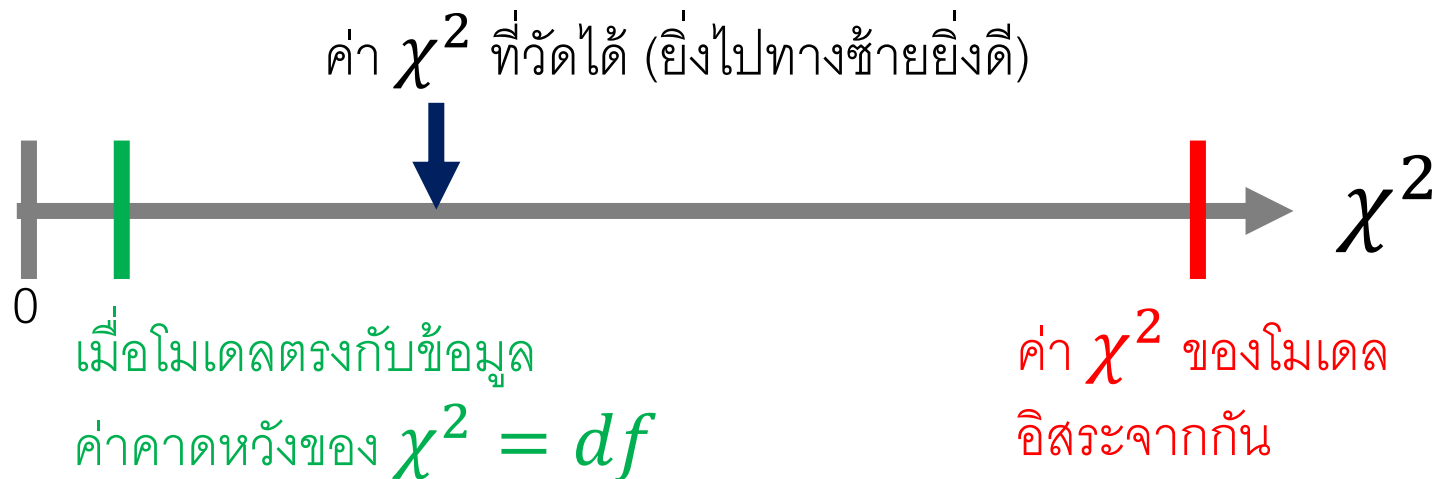 ค่า χ² ที่วัดได้ (ยิ่งไปทางซ้ายยิ่งดี)
χ²
0
เมื่อโมเดลตรงกับข้อมูล
ค่าคาดหวังของ χ² = df
ค่า χ² ของโมเดล
อิสระจากกัน